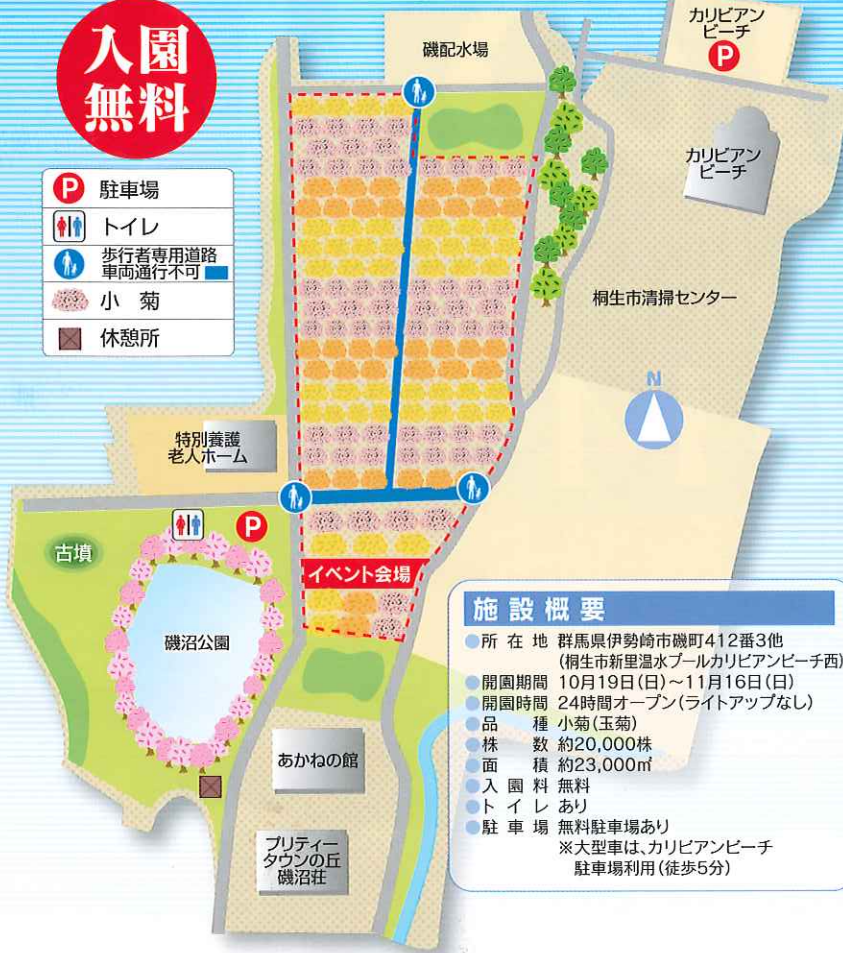 入園
無料
P 駐車場
トイレ
歩行者専用道路
車両通行不可
小 菊
休憩所
磯配水場
カリビアン
ビーチ
P
カリビアン
ビーチ
桐生市清掃センター
N
特別養護
老人ホーム
P
古墳
イベント会場
磯沼公園
あかねの館
プリティー
タウンの丘
磯沼荘
施設概要
●所在地 群馬県伊勢崎市磯町412番3他
(桐生市新里温水プールカリビアンビーチ西)
●開園期間 10月19日(日)~11月16日(日)
●開園時間 24時間オープン(ライトアップなし)
●品種 小菊(玉菊)
●株数 約20,000株
●面積 約23,000㎡
●入園料 無料
●トイレ あり
●駐車場 無料駐車場あり
※大型車は、カリビアンビーチ
駐車場利用(徒歩5分)